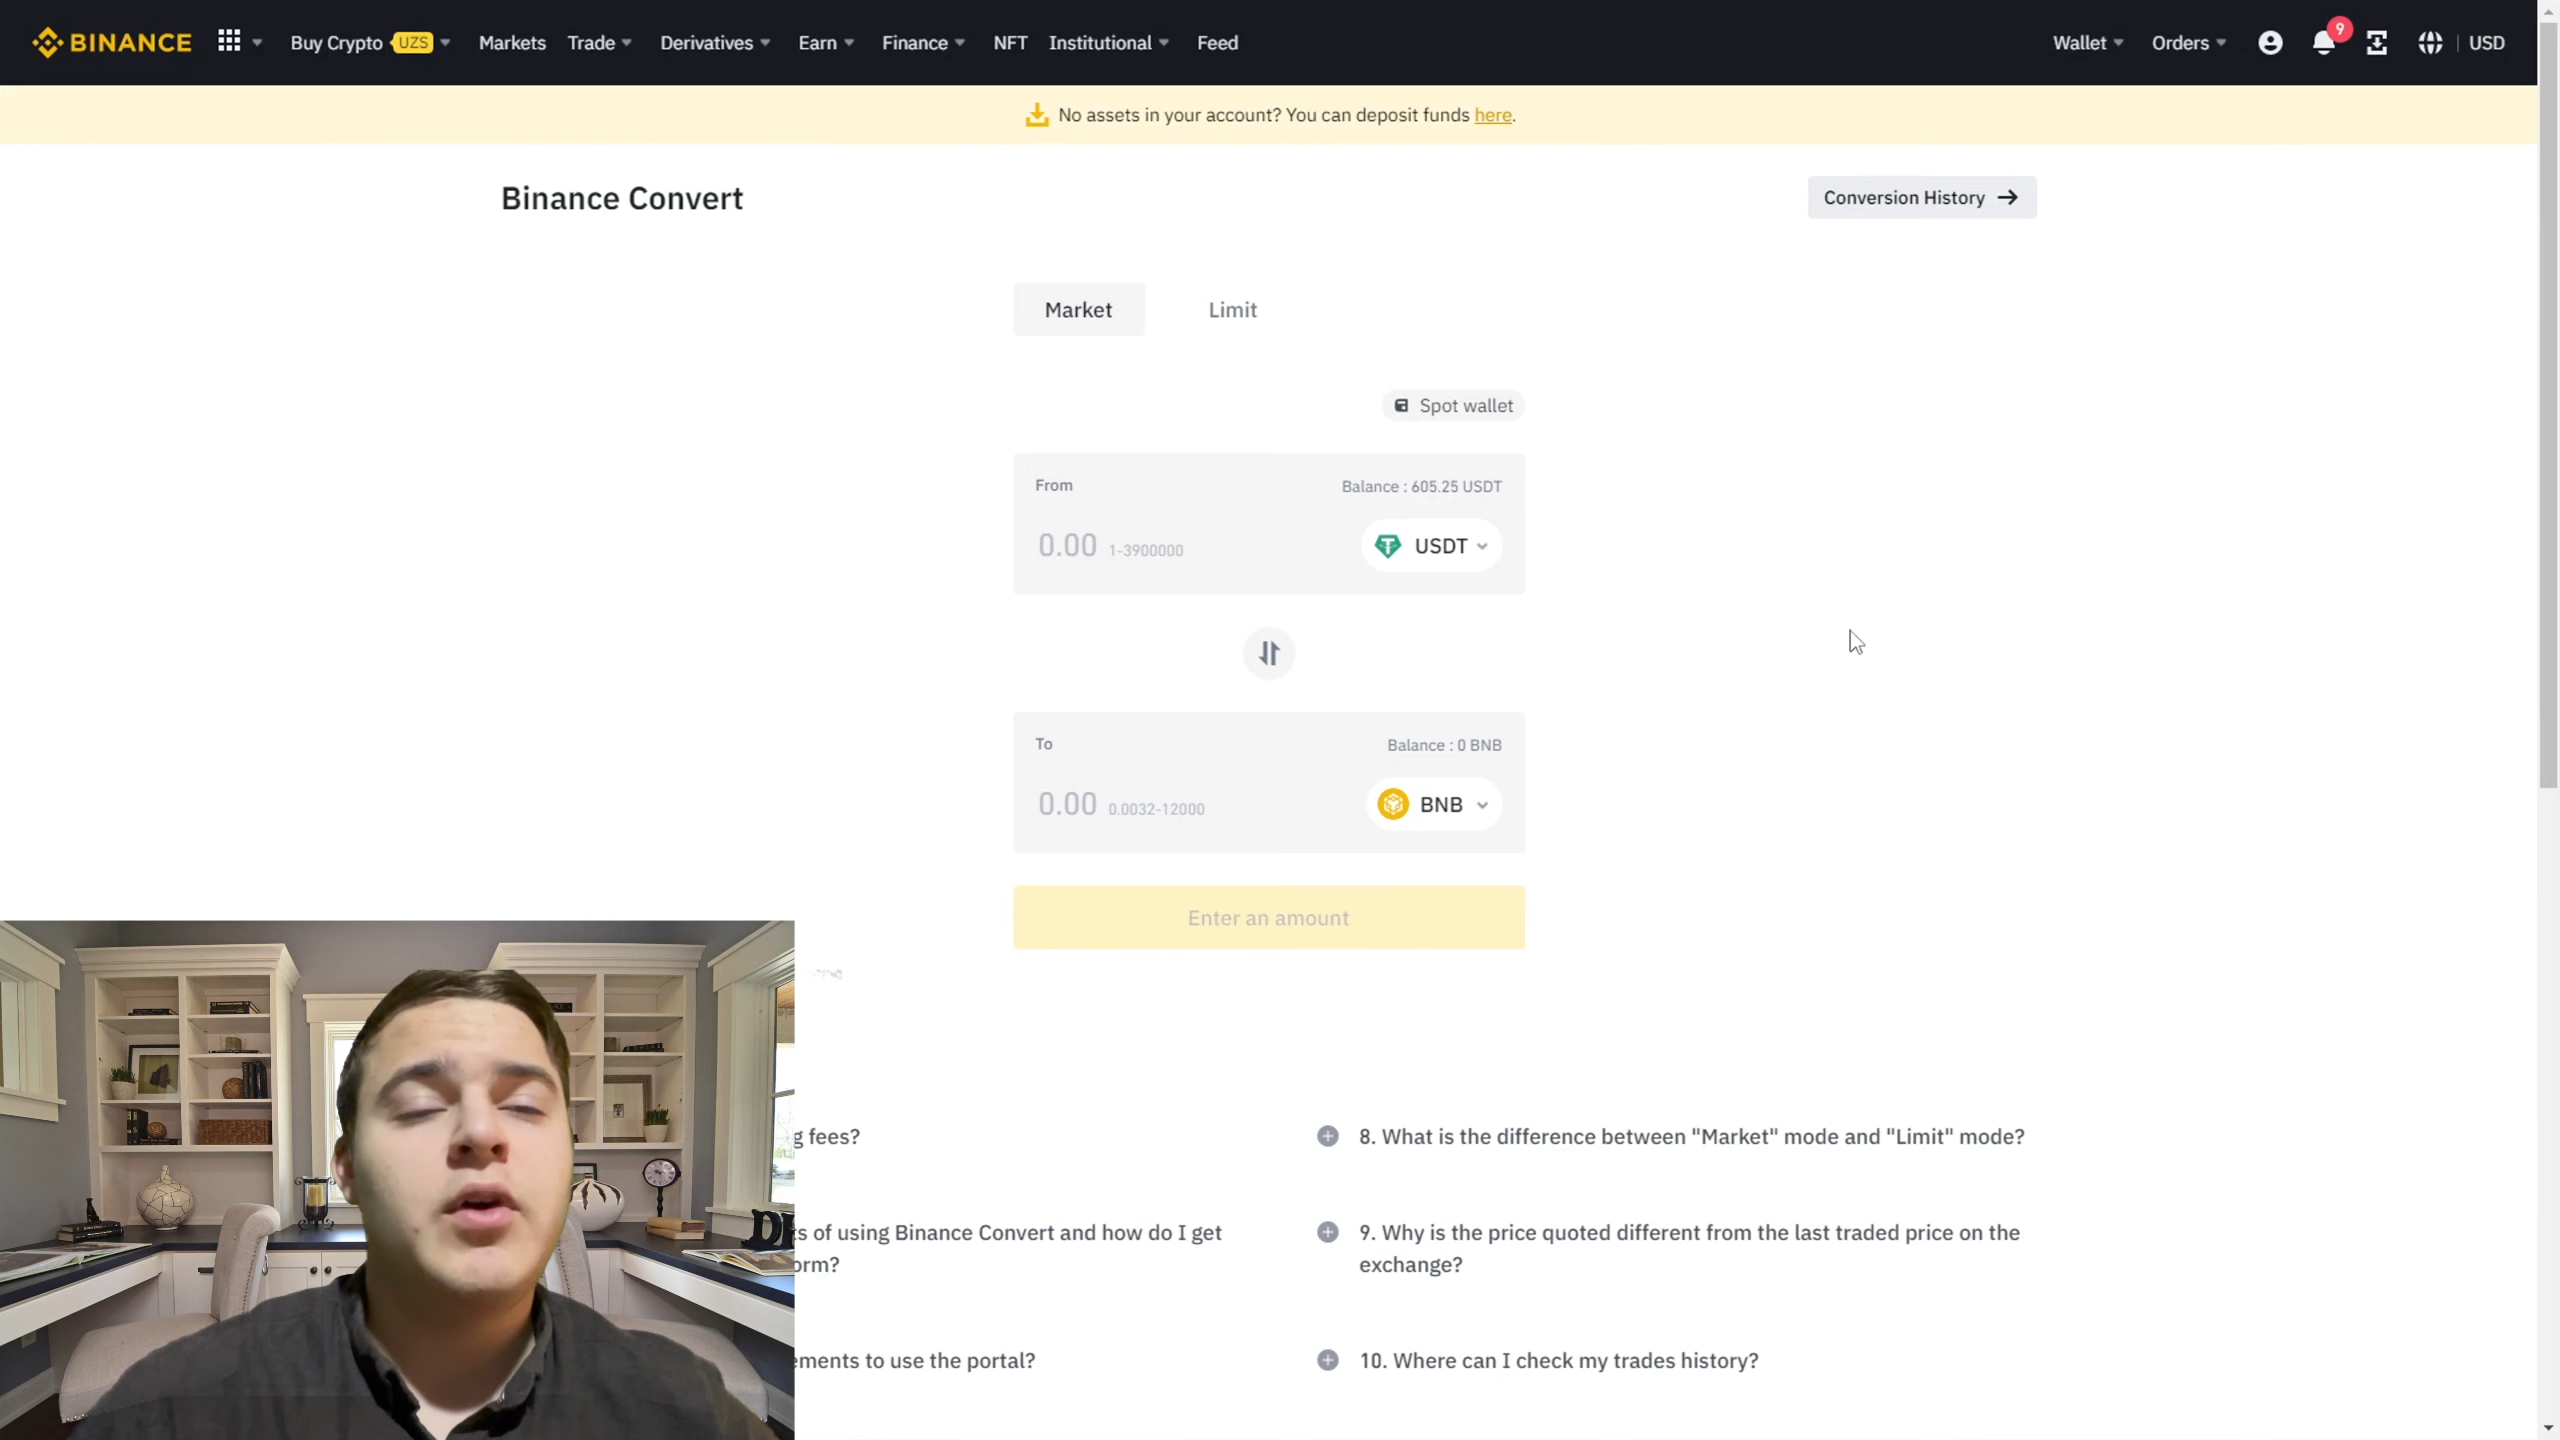 BINANCE Buy Crypto UZS Markets Trade Derivatives Earn Finance NFT Institutional Feed Wallet Orders 9 USD
No assets in your account? You can deposit funds here.
Binance Convert
Conversion History
Market Limit
Spot wallet
From Balance : 605.25 USDT
0.00 1-3900000 USDT
To Balance : 0 BNB
0.00 0.0032-12000 BNB
Enter an amount
g fees?
8. What is the difference between "Market" mode and "Limit" mode?
s of using Binance Convert and how do I get
orm?
9. Why is the price quoted different from the last traded price on the
exchange?
ements to use the portal?
10. Where can I check my trades history?